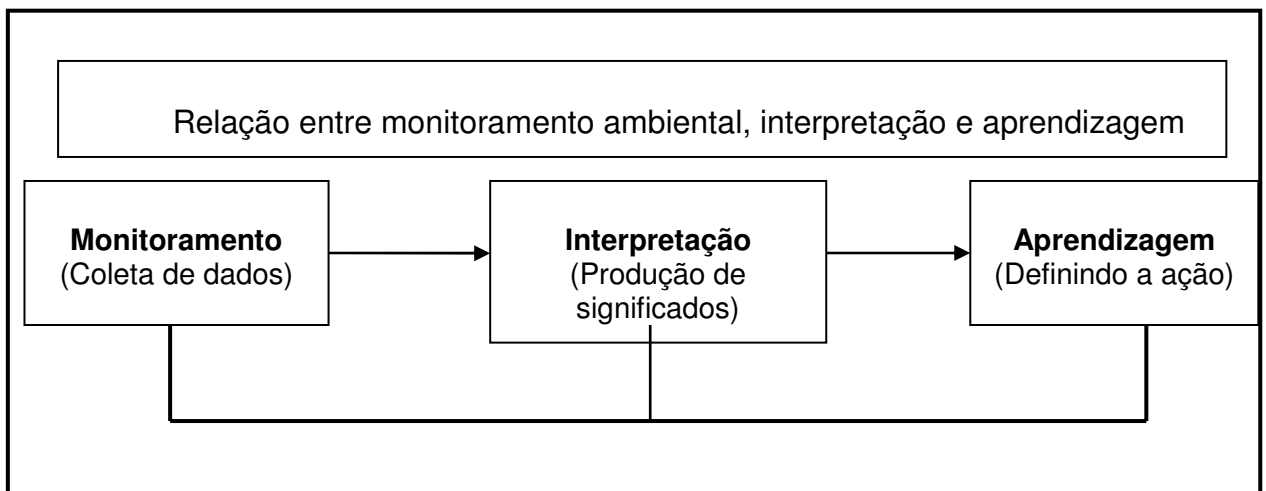 Relação entre monitoramento ambiental, interpretação e aprendizagem
Monitoramento
(Coleta de dados)
Interpretação
(Produção de
significados)
Aprendizagem
(Definindo a ação)